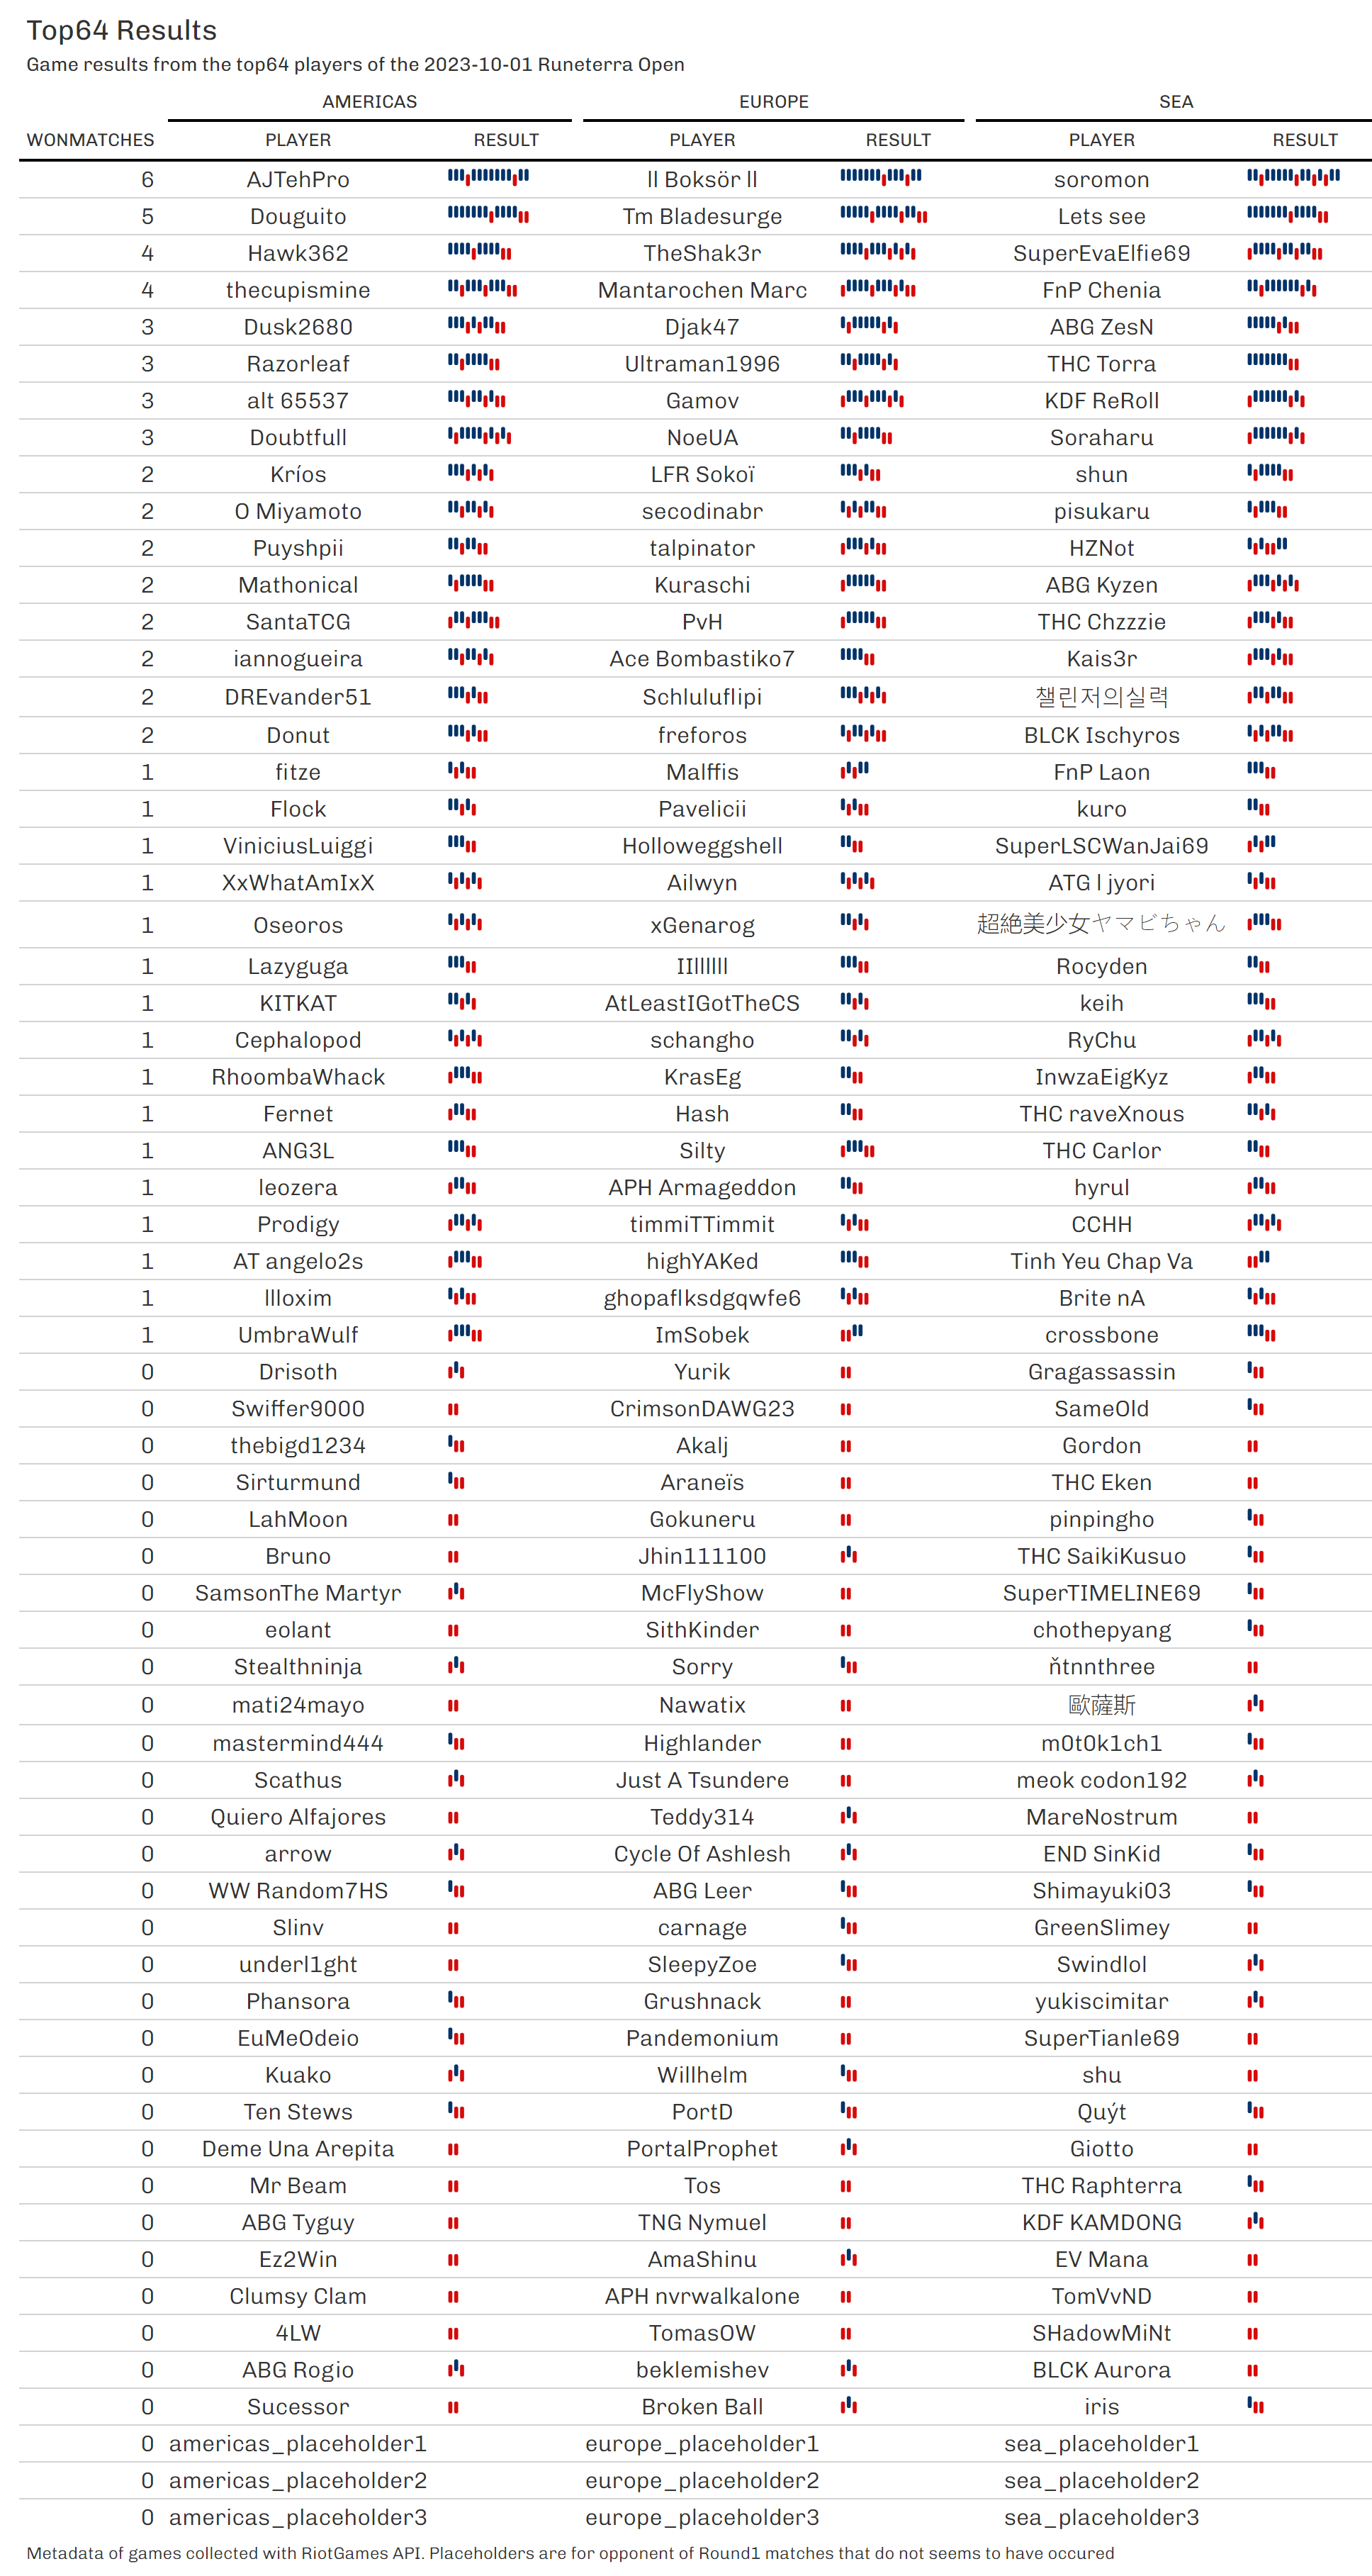 Top64 Results
Game results from the top64 players of the 2023-10-01 Runeterra Open
AMERICAS EUROPE SEA
WONMATCHES PLAYER RESULT PLAYER RESULT PLAYER RESULT
6 AJTehPro ll Boksör ll soromon
5 Douguito Tm Bladesurge Lets see
4 Hawk362 TheShak3r SuperEvaElfie69
4 thecupismine Mantarochen Marc FnP Chenia
3 Dusk2680 Djak47 ABG ZesN
3 Razorleaf Ultraman1996 THC Torra
3 alt 65537 Gamov KDF ReRoll
3 Doubtfull NoeUA Soraharu
2 Kríos LFR Sokoï shun
2 O Miyamoto secodinabr pisukaru
2 Puyshpii talpinator HZNot
2 Mathonical Kuraschi ABG Kyzen
2 SantaTCG PvH THC Chzzzie
2 iannogueira Ace Bombastiko7 Kais3r
2 DREvander51 Schluluflipi 챌린저의실력
2 Donut freforos BLCK Ischyros
1 fitze Malffis FnP Laon
1 Flock Pavelicii kuro
1 ViniciusLuiggi Holloweggshell SuperLSCWanJai69
1 XxWhatAmIxX Ailwyn ATG l jyori
1 Oseoros xGenarog 超絶美少女ヤマビちゃん
1 Lazyguga IIllllll Rocyden
1 KITKAT AtLeastIGotTheCS keih
1 Cephalopod schangho RyChu
1 RhoombaWhack KrasEg InwzaEigKyz
1 Fernet Hash THC raveXnous
1 ANG3L Silty THC Carlor
1 leozera APH Armageddon hyrul
1 Prodigy timmiTTimmit CCHH
1 AT angelo2s highYAKed Tinh Yeu Chap Va
1 llloxim ghopaflksdgqwfe6 Brite nA
1 UmbraWulf ImSobek crossbone
0 Drisoth Yurik Gragassassin
0 Swiffer9000 CrimsonDAWG23 SameOld
0 thebigd1234 Akalj Gordon
0 Sirturmund Araneïs THC Eken
0 LahMoon Gokuneru pinpingho
0 Bruno Jhin111100 THC SaikiKusuo
0 SamsonThe Martyr McFlyShow SuperTIMELINE69
0 eolant SithKinder chothepyang
0 Stealthninja Sorry ňtnnthree
0 mati24mayo Nawatix 歐薩斯
0 mastermind444 Highlander m0t0k1ch1
0 Scathus Just A Tsundere meok codon192
0 Quiero Alfajores Teddy314 MareNostrum
0 arrow Cycle Of Ashlesh END SinKid
0 WW Random7HS ABG Leer Shimayuki03
0 Slinv carnage GreenSlimey
0 underl1ght SleepyZoe Swindlol
0 Phansora Grushnack yukiscimitar
0 EuMeOdeio Pandemonium SuperTianle69
0 Kuako Willhelm shu
0 Ten Stews PortD Quýt
0 Deme Una Arepita PortalProphet Giotto
0 Mr Beam Tos THC Raphterra
0 ABG Tyguy TNG Nymuel KDF KAMDONG
0 Ez2Win AmaShinu EV Mana
0 Clumsy Clam APH nvrwalkalone TomVvND
0 4LW TomasOW SHadowMiNt
0 ABG Rogio beklemishev BLCK Aurora
0 Sucessor Broken Ball iris
0 americas_placeholder1 europe_placeholder1 sea_placeholder1
0 americas_placeholder2 europe_placeholder2 sea_placeholder2
0 americas_placeholder3 europe_placeholder3 sea_placeholder3
Metadata of games collected with RiotGames API. Placeholders are for opponent of Round1 matches that do not seems to have occured